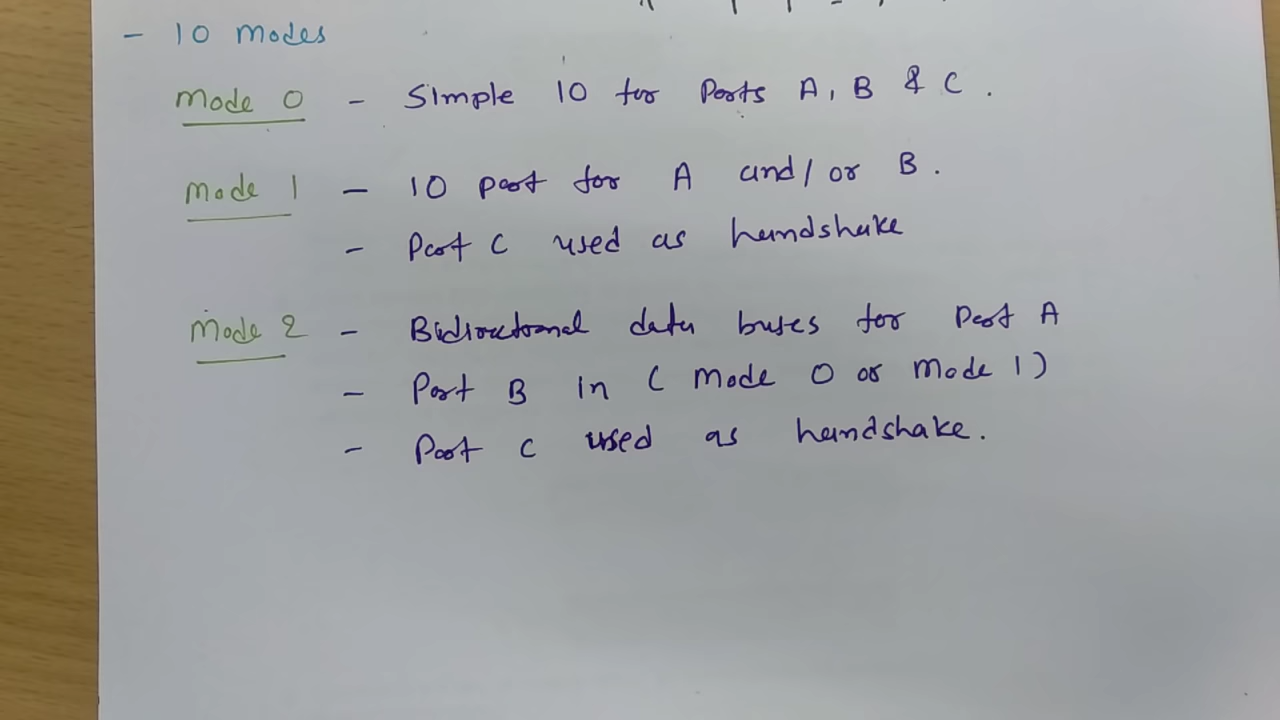 - IO modes
Mode 0 - Simple IO for Ports A, B & C.
Mode 1 - IO port for A and/or B.
- Port C used as handshake
Mode 2 - Bidirectional data buses for Port A
- Port B in ( Mode 0 or Mode 1)
- Port C used as handshake.